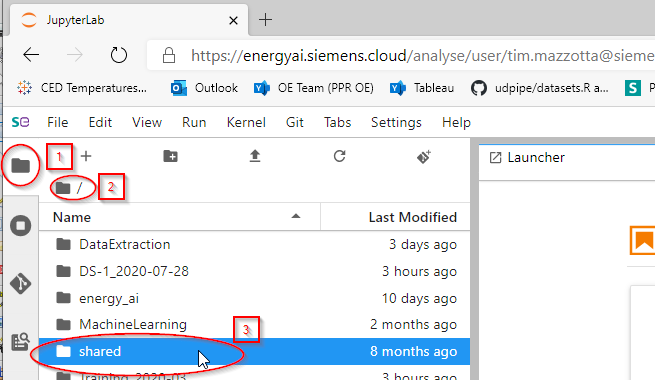 JupyterLab
https://energyai.siemens.cloud/analyse/user/tim.mazzotta@sieme
CED Temperatures... Outlook OE Team (PPR OE) Tableau udpipe/datasets.R a... S P
se File Edit View Run Kernel Git Tabs Settings Help
1 +
Launcher
/ 2
Name Last Modified
DataExtraction 3 days ago
DS-1_2020-07-28 3 hours ago
energy_ai 10 days ago
MachineLearning 2 months ago
3
shared 8 months ago
Training_2020-03 3 hours ago